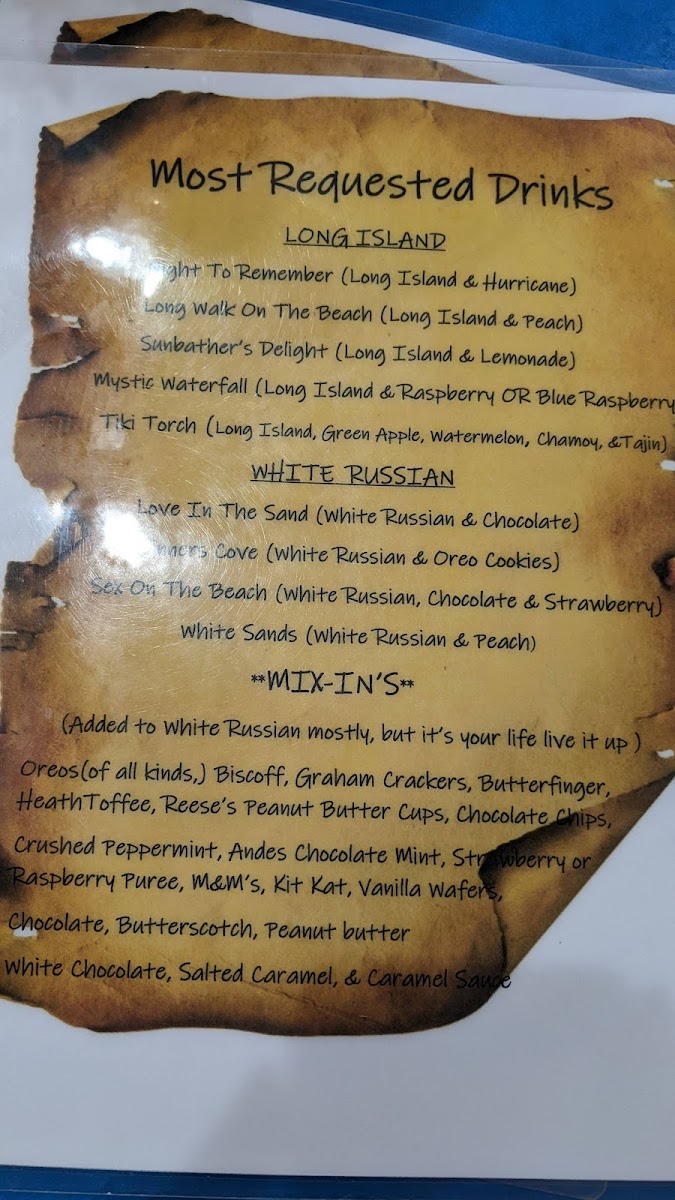 Most Requested Drinks
LONG ISLAND
To Remember (Long Island & Hurricane)
Long Walk On The Beach (Long Island & Peach)
Sunbather's Delight (Long Island & Lemonade)
Mystic Waterfall (Long Island & Raspberry OR Blue Raspberry
Tiki Torch (Long Island, Green Apple, Watermelon, Chamoy, &Tajin)
WHITE RUSSIAN
Love In The Sand (White Russian & Chocolate)
Cove (White Russian & Oreo Cookies)
Sex On The Beach (White Russian, Chocolate & Strawberry)
White Sands (White Russian & Peach)
**MIX-IN'S**
(Added to White Russian mostly, but it's your life live it up )
Oreos(of all kinds,) Biscoff, Graham Crackers, Butterfinger,
Heath Toffee, Reese's Peanut Butter Cups, Chocolate Chips,
Crushed Peppermint, Andes Chocolate Mint, Strawberry or
Raspberry Puree, M&M's, Kit Kat, Vanilla Wafers,
Chocolate, Butterscotch, Peanut butter
White Chocolate, Salted Caramel, & Caramel Sauce